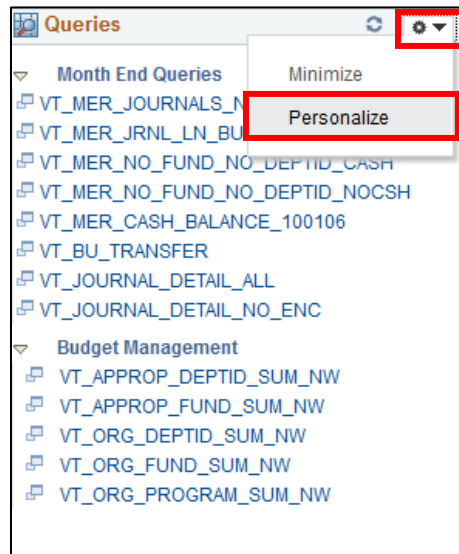 Queries
Month End Queries
Minimize
VT_MER_JOURNALS_N
Personalize
VT_MER_JRNL_LN_BU
VT_MER_NO_FUND_NO_DEPTID_CASH
VT_MER_NO_FUND_NO_DEPTID_NOCSH
VT_MER_CASH_BALANCE_100106
VT_BU_TRANSFER
VT_JOURNAL_DETAIL_ALL
VT_JOURNAL_DETAIL_NO_ENC
Budget Management
VT_APPROP_DEPTID_SUM_NW
VT_APPROP_FUND_SUM_NW
VT_ORG_DEPTID_SUM_NW
VT_ORG_FUND_SUM_NW
VT_ORG_PROGRAM_SUM_NW